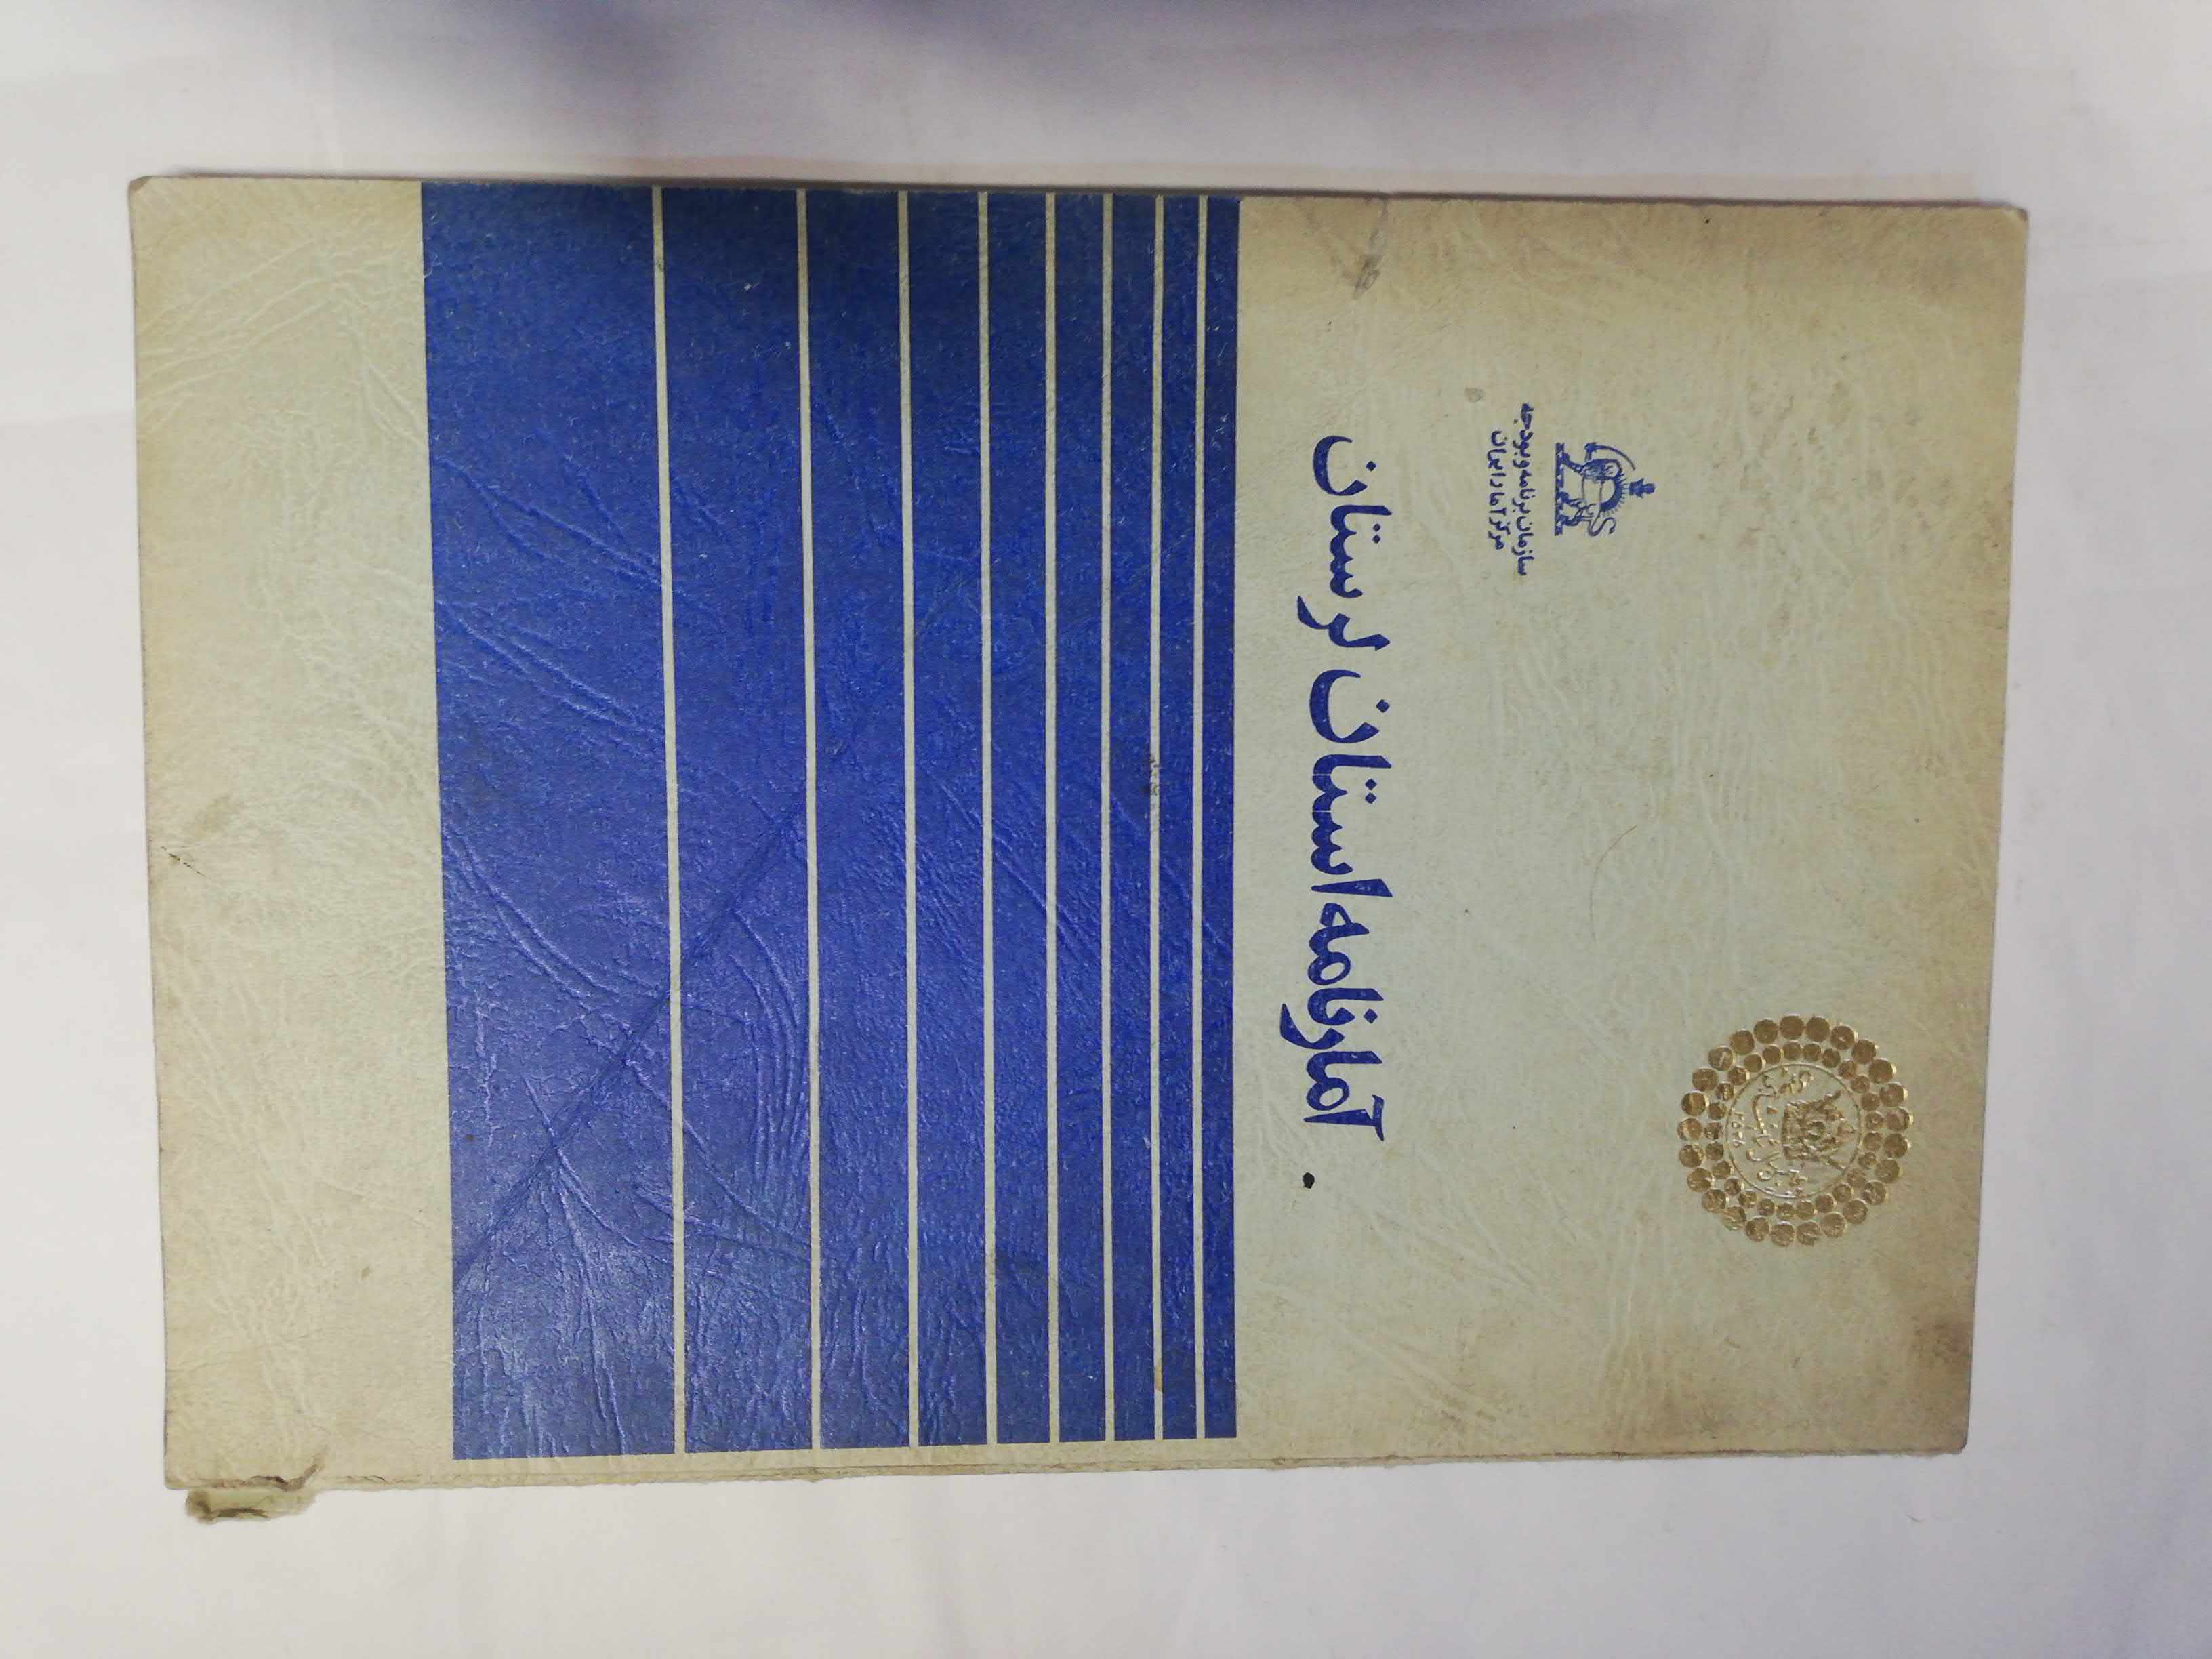 سازمان برنامه و بودجه
مرکز آمار ایران
آمارنامه استان لرستان